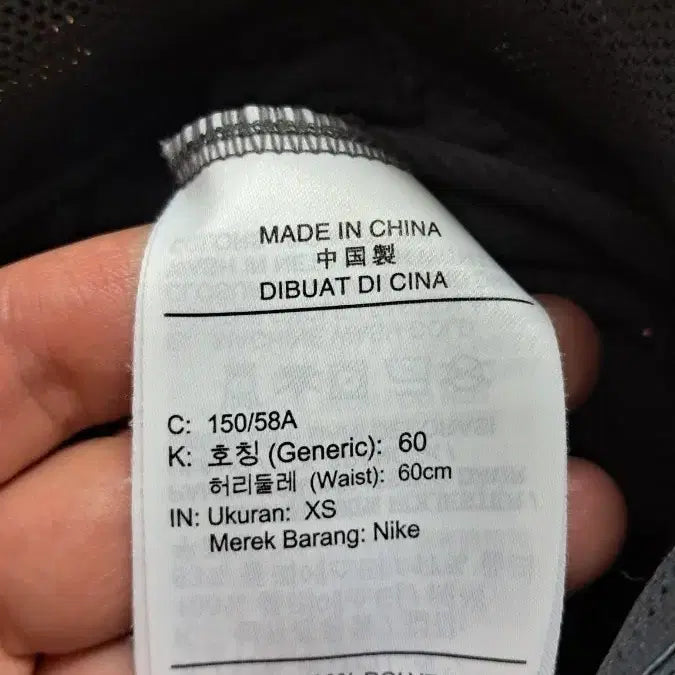 MADE IN CHINA
中国製
DIBUAT DI CINA
C: 150/58A
K: 호칭 (Generic): 60
허리둘레 (Waist): 60cm
IN: Ukuran: XS
Merek Barang: Nike